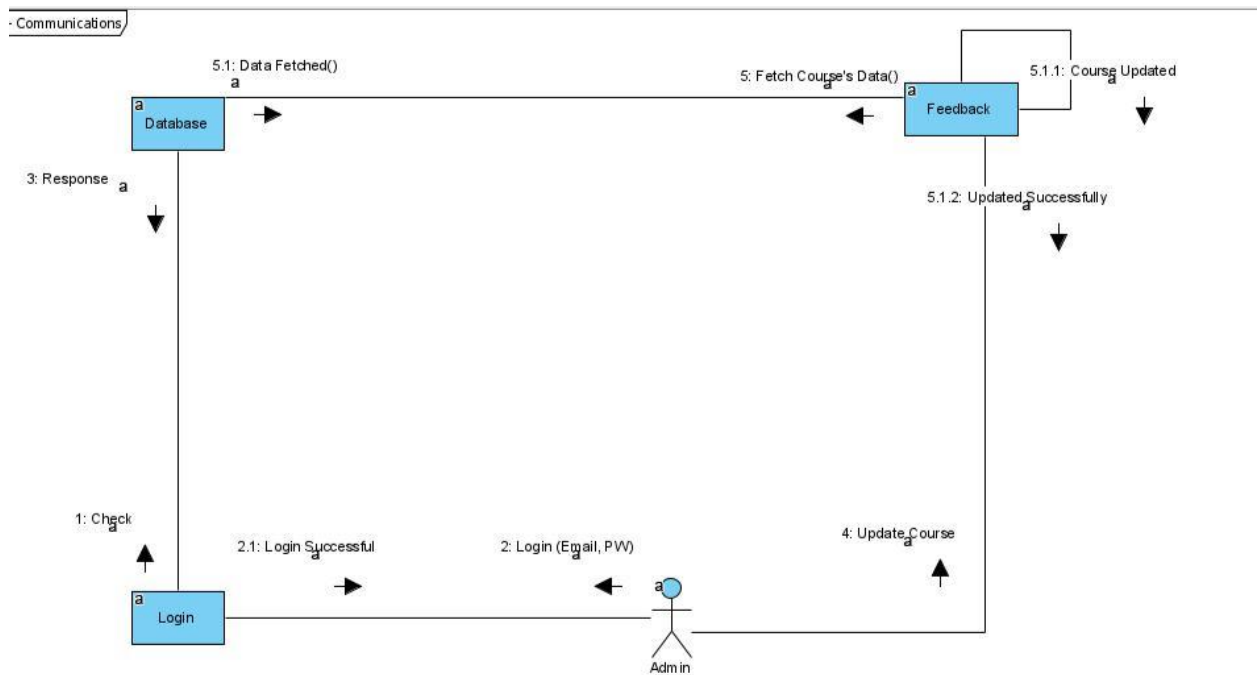 - Communications
5.1: Data Fetched()
a
5: Fetch Course's Data()
a
5.1.1: Course Updated
a
a
Database
a
Feedback
3: Response
a
5.1.2: Updated Successfully
a
1: Check
a
2.1: Login Successful
a
2: Login (Email, PW)
a
4: Update Course
a
a
Login
a
Admin